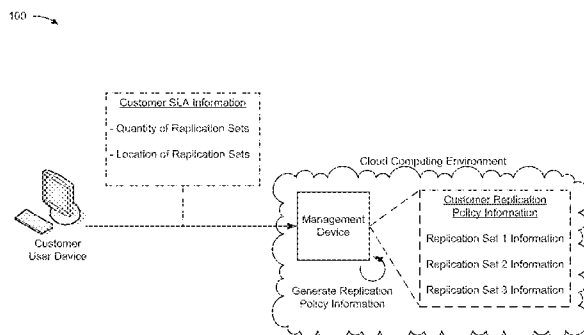 100
Customer SLA Information
- Quantity of Replication Sets
- Location of Replication Sets
Customer
User Device
Cloud Computing Environment
Management
Device
Generate Replication
Policy Information
Customer Replication
Policy Information
Replication Set 1 Information
Replication Set 2 Information
Replication Set 3 Information